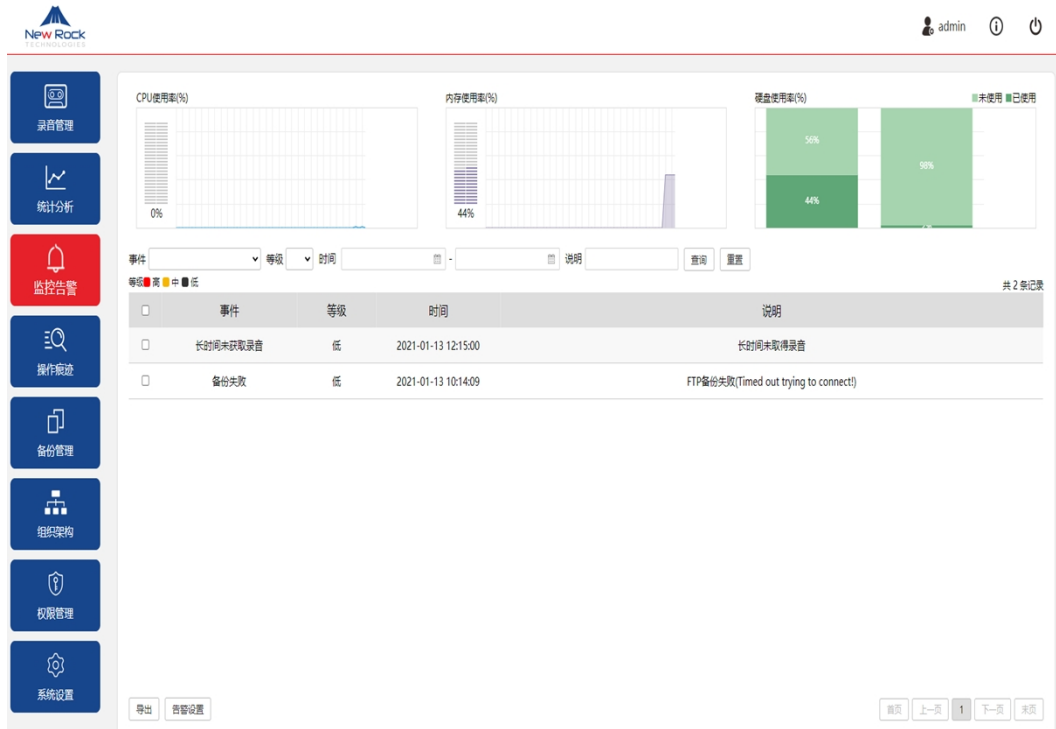 New Rock
TECHNOLOGIES
admin
录音管理
统计分析
监控告警
操作痕迹
备份管理
组织架构
权限管理
系统设置
CPU使用率(%)
0%
内存使用率(%)
44%
硬盘使用率(%)
未使用 已使用
56%
44%
98%
事件 等级 时间 - 说明 查询 重置
等级 高 中 低
共 2 条记录
事件 等级 时间 说明
长时间未获取录音 低 2021-01-13 12:15:00 长时间未取得录音
备份失败 低 2021-01-13 10:14:09 FTP备份失败(Timed out trying to connect!)
导出 告警设置
首页 上一页 1 下一页 末页